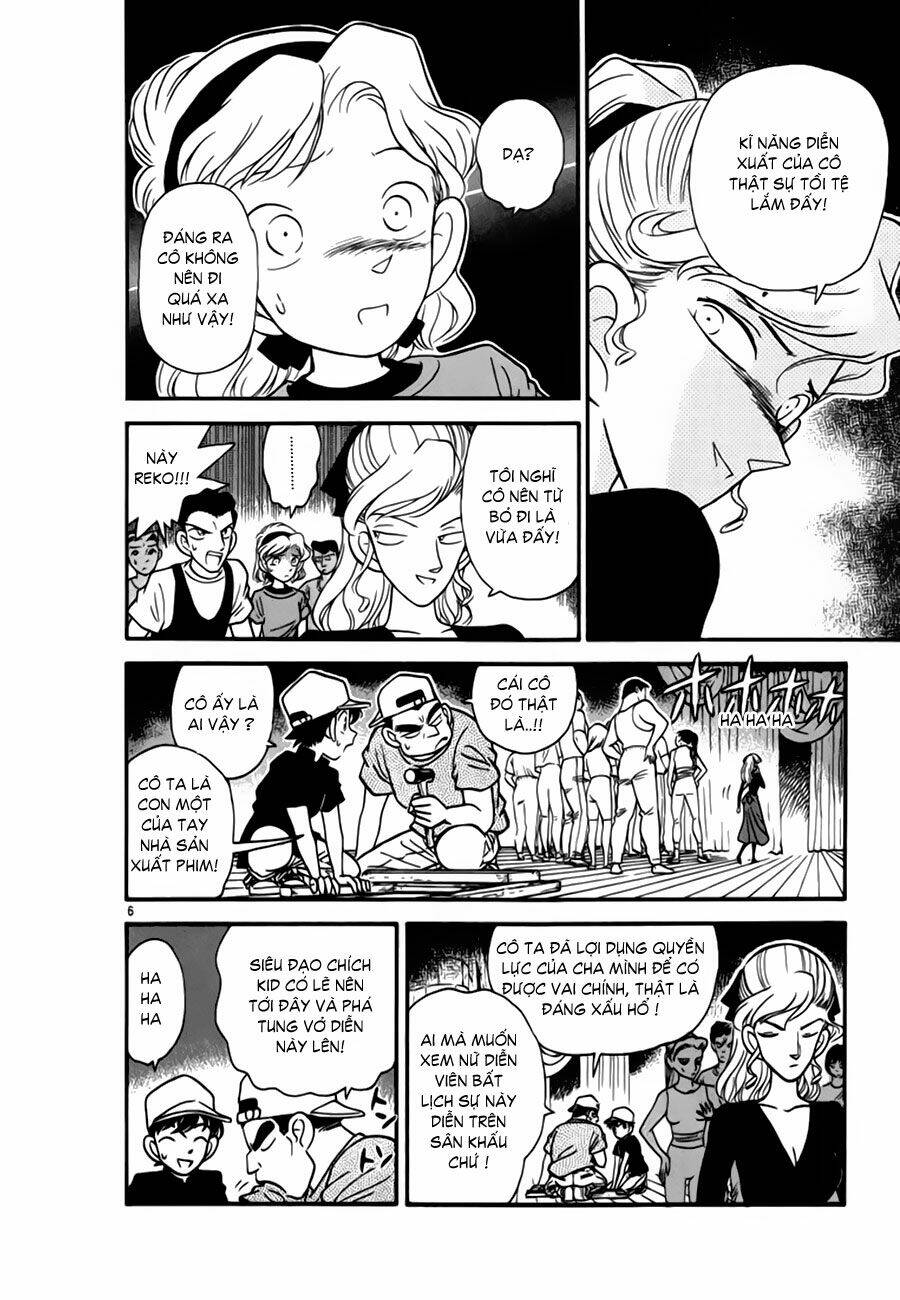 KĨ NĂNG DIỄN
XUẤT CỦA CÔ
THẬT SỰ TỒI TỆ
LẮM ĐẤY!
DẠ?
ĐÁNG RA
CÔ KHÔNG
NÊN ĐI
QUÁ XA
NHƯ VẬY!
TÔI NGHĨ
CÔ NÊN TỪ
BỎ ĐI LÀ
VỪA ĐẤY!
..........
NÀY
REKO!!!
ホホホホ
HA HA HA
CÁI CÔ
ĐÓ THẬT
LÀ..!!
CÔ ẤY LÀ
AI VẬY ?
CÔ TA LÀ
CON MỘT
CỦA TAY
NHÀ SẢN
XUẤT PHIM!
6
CÔ TA ĐÃ LỢI DỤNG QUYỀN
LỰC CỦA CHA MÌNH ĐỂ CÓ
ĐƯỢC VAI CHÍNH, THẬT LÀ
ĐÁNG XẤU HỔ !
AI MÀ MUỐN
XEM NỮ DIỄN
VIÊN BẤT
LỊCH SỰ NÀY
DIỄN TRÊN
SÂN KHẤU
CHỨ !
SIÊU ĐẠO CHÍCH
KID CÓ LẼ NÊN
TỚI ĐÂY VÀ PHÁ
TUNG VỞ DIỄN
NÀY LÊN!
HA
HA
HA